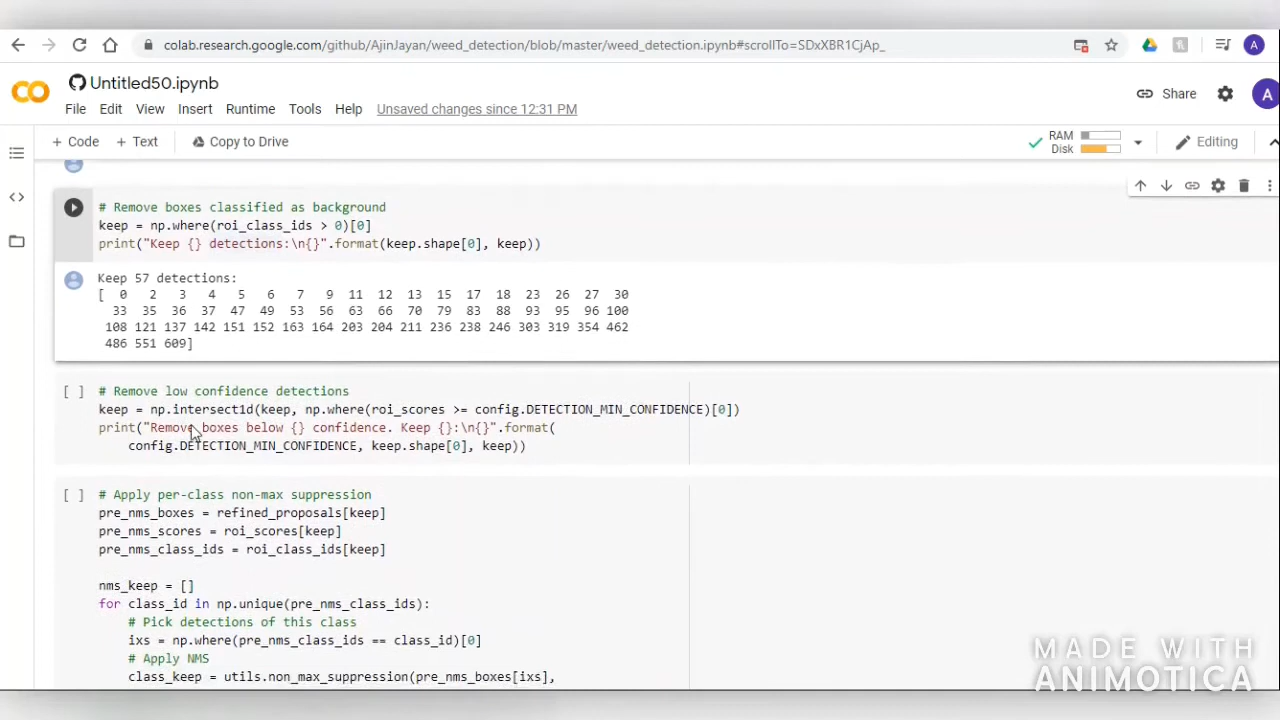 colab.research.google.com/github/AjinJayan/weed_detection/blob/master/weed_detection.ipynb#scrollTo=SDxXBR1CjAp_
A
Untitled50.ipynb
File Edit View Insert Runtime Tools Help Unsaved changes since 12:31 PM
Share
A
+ Code + Text Copy to Drive
RAM
Disk
Editing
# Remove boxes classified as background
keep = np.where(roi_class_ids > 0)[0]
print("Keep {} detections:\n{}".format(keep.shape[0], keep))
Keep 57 detections:
[ 0 2 3 4 5 6 7 9 11 12 13 15 17 18 23 26 27 30
33 35 36 37 47 49 53 56 63 66 70 79 83 88 93 95 96 100
108 121 137 142 151 152 163 164 203 204 211 236 238 246 303 319 354 462
486 551 609]
[ ] # Remove low confidence detections
keep = np.intersect1d(keep, np.where(roi_scores >= config.DETECTION_MIN_CONFIDENCE)[0])
print("Remove boxes below {} confidence. Keep {}:\n{}".format(
config.DETECTION_MIN_CONFIDENCE, keep.shape[0], keep))
[ ] # Apply per-class non-max suppression
pre_nms_boxes = refined_proposals[keep]
pre_nms_scores = roi_scores[keep]
pre_nms_class_ids = roi_class_ids[keep]
nms_keep = []
for class_id in np.unique(pre_nms_class_ids):
# Pick detections of this class
ixs = np.where(pre_nms_class_ids == class_id)[0]
# Apply NMS
class_keep = utils.non_max_suppression(pre_nms_boxes[ixs],
MADE WITH
ANIMOTICA